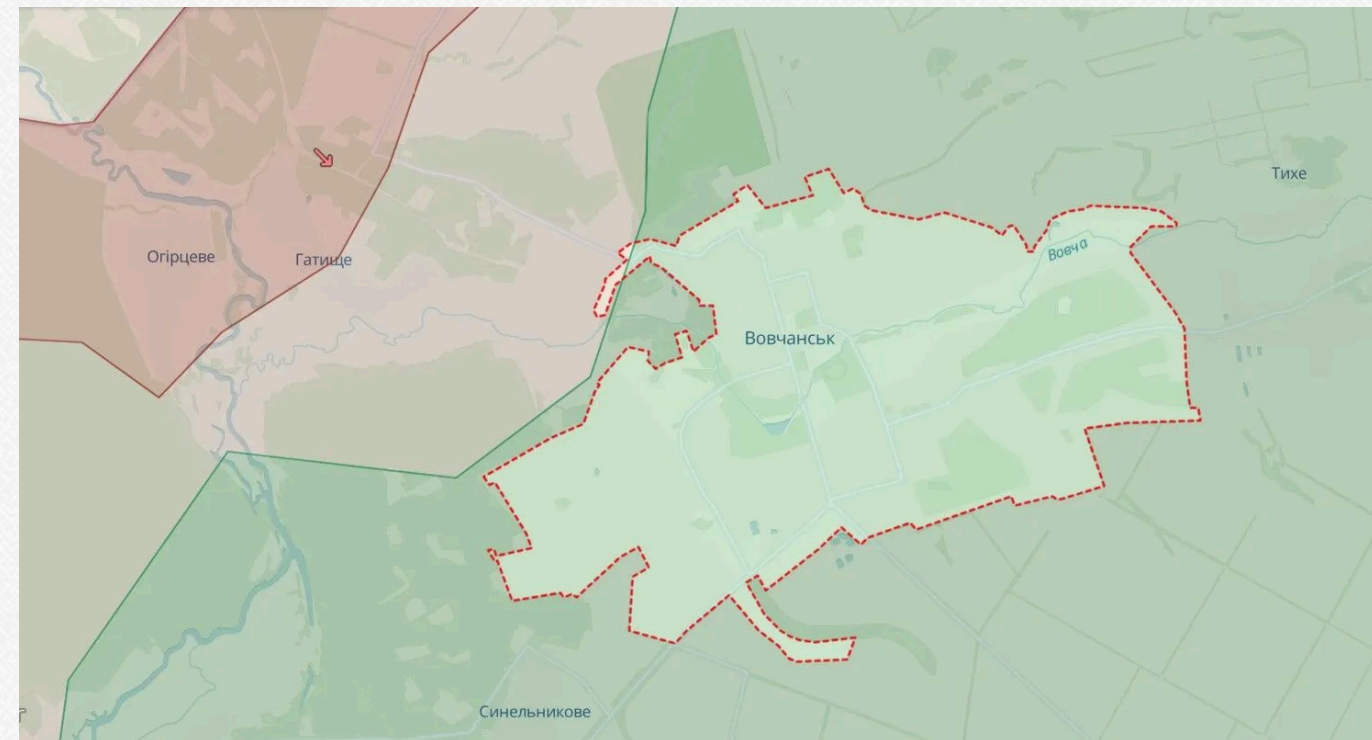 Тихе
Вовча
Огірцеве
Гатище
Вовчанськ
Синельникове